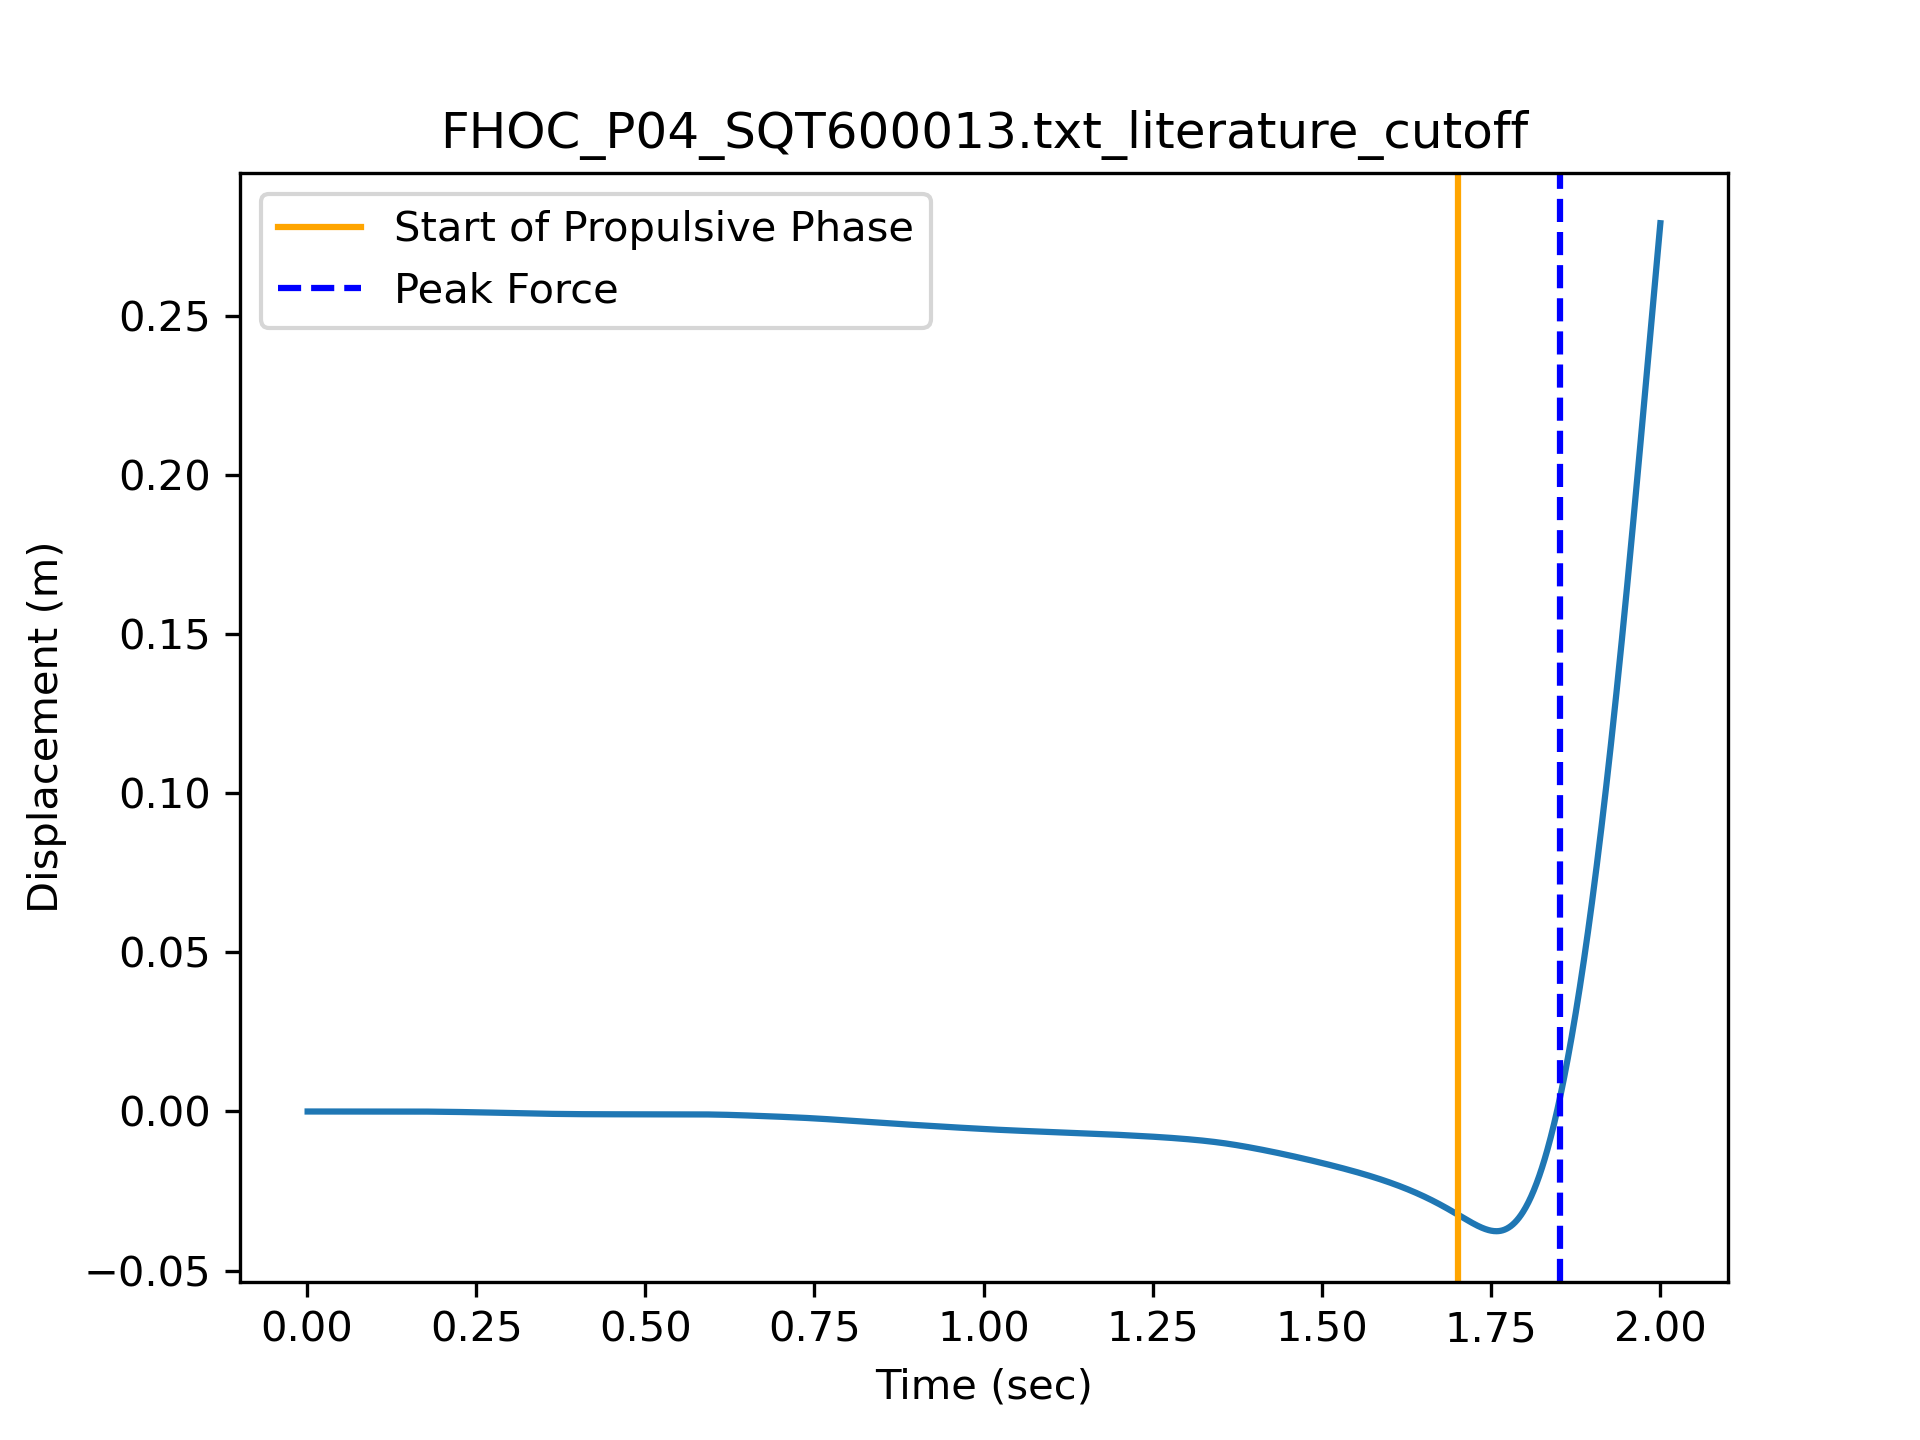 FHOC_P04_SQT600013.txt_literature_cutoff
Start of Propulsive Phase
Peak Force
Displacement (m)
0.25
0.20
0.15
0.10
0.05
0.00
−0.05
0.00 0.25 0.50 0.75 1.00 1.25 1.50 1.75 2.00
Time (sec)